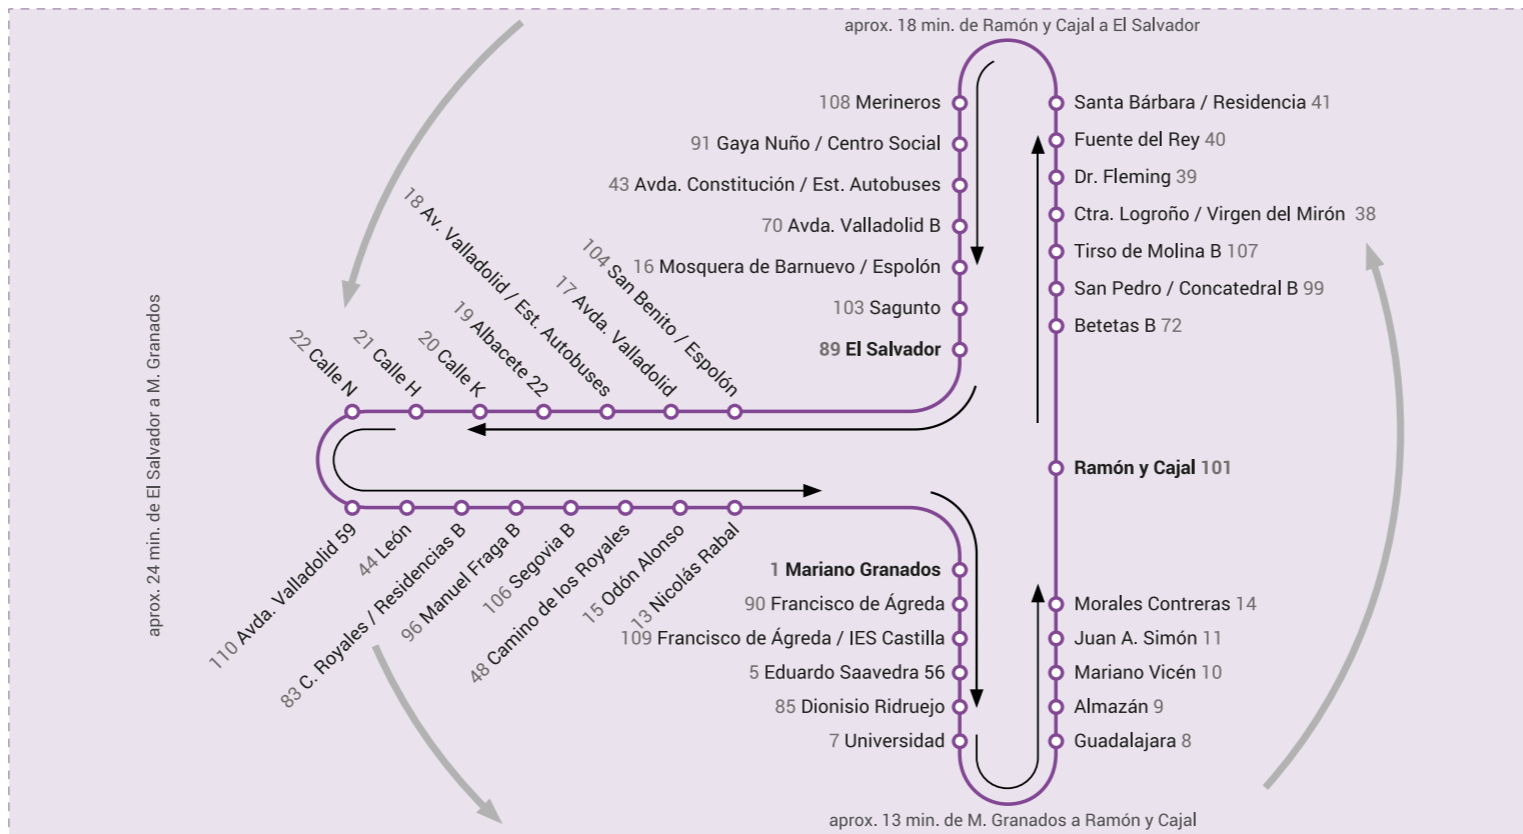 aprox. 18 min. de Ramón y Cajal a El Salvador
108 Merineros
91 Gaya Nuño / Centro Social
43 Avda. Constitución / Est. Autobuses
70 Avda. Valladolid B
16 Mosquera de Barnuevo / Espolón
103 Sagunto
89 El Salvador
Santa Bárbara / Residencia 41
Fuente del Rey 40
Dr. Fleming 39
Ctra. Logroño / Virgen del Mirón 38
Tirso de Molina B 107
San Pedro / Concatedral B 99
Betetas B 72
Ramón y Cajal 101
aprox. 24 min. de El Salvador a M. Granados
22 Calle N
21 Calle H
20 Calle K
19 Albacete 22
18 Av. Valladolid / Est. Autobuses
17 Avda. Valladolid
104 San Benito / Espolón
110 Avda. Valladolid 59
44 León
83 C. Royales / Residencias B
96 Manuel Fraga B
106 Segovia B
48 Camino de los Royales
15 Odón Alonso
13 Nicolás Rabal
1 Mariano Granados
90 Francisco de Ágreda
109 Francisco de Ágreda / IES Castilla
5 Eduardo Saavedra 56
85 Dionisio Ridruejo
7 Universidad
Morales Contreras 14
Juan A. Simón 11
Mariano Vicén 10
Almazán 9
Guadalajara 8
aprox. 13 min. de M. Granados a Ramón y Cajal